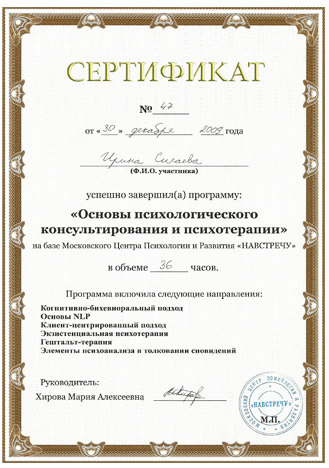 СЕРТИФИКАТ
№ 47
от «30» декабря 2009 года
Ирина
(Ф.И.О. участника)
успешно завершил(а) программу:
«Основы психологического
консультирования и психотерапии»
на базе Московского Центра Психологии и Развития «НАВСТРЕЧУ»
в объеме 36 часов.
Программа включила следующие направления:
Когнитивно-бихевиоральный подход
Основы NLP
Клиент-центрированный подход
Экзистенциальная психотерапия
Гештальт-терапия
Элементы психоанализа в толковании сновидений
Руководитель:
Хирова Мария Алексеевна
МОСКОВСКИЙ ЦЕНТР ПСИХОЛОГИИ И РАЗВИТИЯ
«НАВСТРЕЧУ»
М.П.